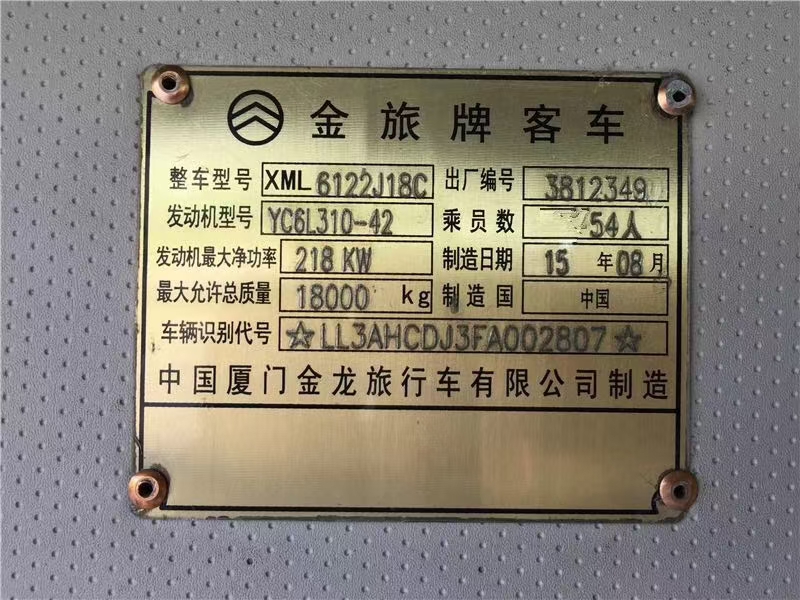 金旅牌客车
整车型号 XML 6122J18C 出厂编号 3812349
发动机型号 YC6L310-42 乘员数 54人
发动机最大净功率 218 KW 制造日期 15 年 08 月
最大允许总质量 18000 kg 制造国 中国
车辆识别代号 ☆LL3AHCDJ3FA002807☆
中国厦门金龙旅行车有限公司制造